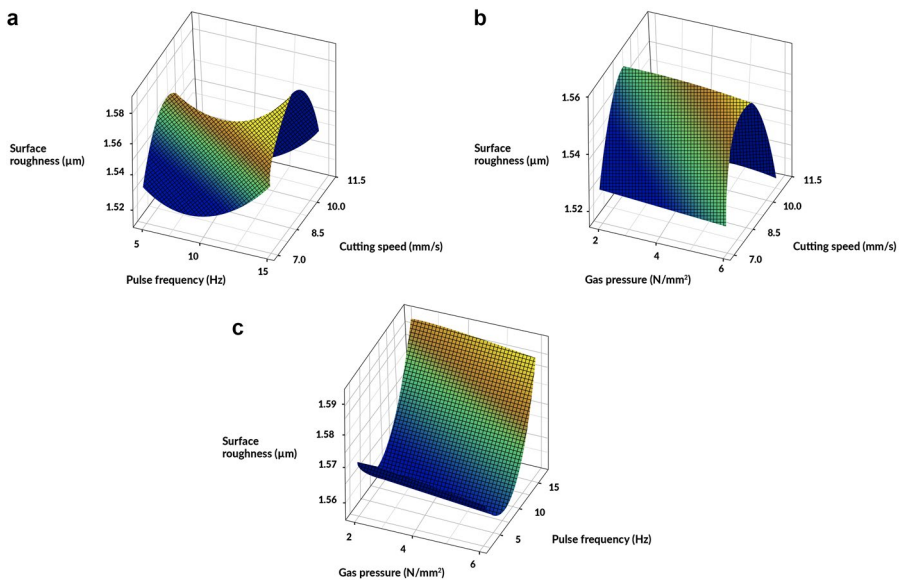 a
b
1.58
1.56
1.54
1.52
Surface
roughness (µm)
5
10
15
Pulse frequency (Hz)
7.0
8.5
10.0
11.5
Cutting speed (mm/s)
1.56
1.54
1.52
Surface
roughness (µm)
2
4
6
Gas pressure (N/mm²)
7.0
8.5
10.0
11.5
Cutting speed (mm/s)
c
1.59
1.58
1.57
1.56
Surface
roughness (µm)
2
4
6
Gas pressure (N/mm²)
5
10
15
Pulse frequency (Hz)